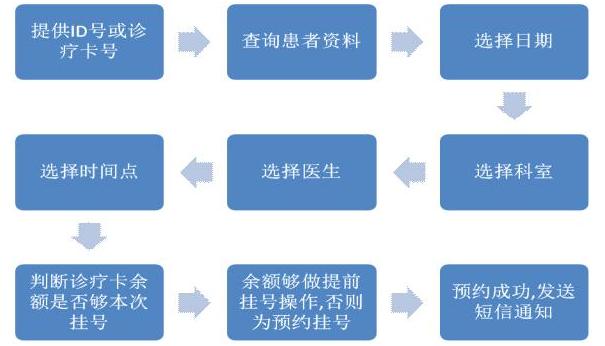 提供ID号或诊
疗卡号
查询患者资料
选择日期
选择科室
选择医生
选择时间点
判断诊疗卡余
额是否够本次
挂号
余额够做提前
挂号操作,否则
为预约挂号
预约成功,发送
短信通知